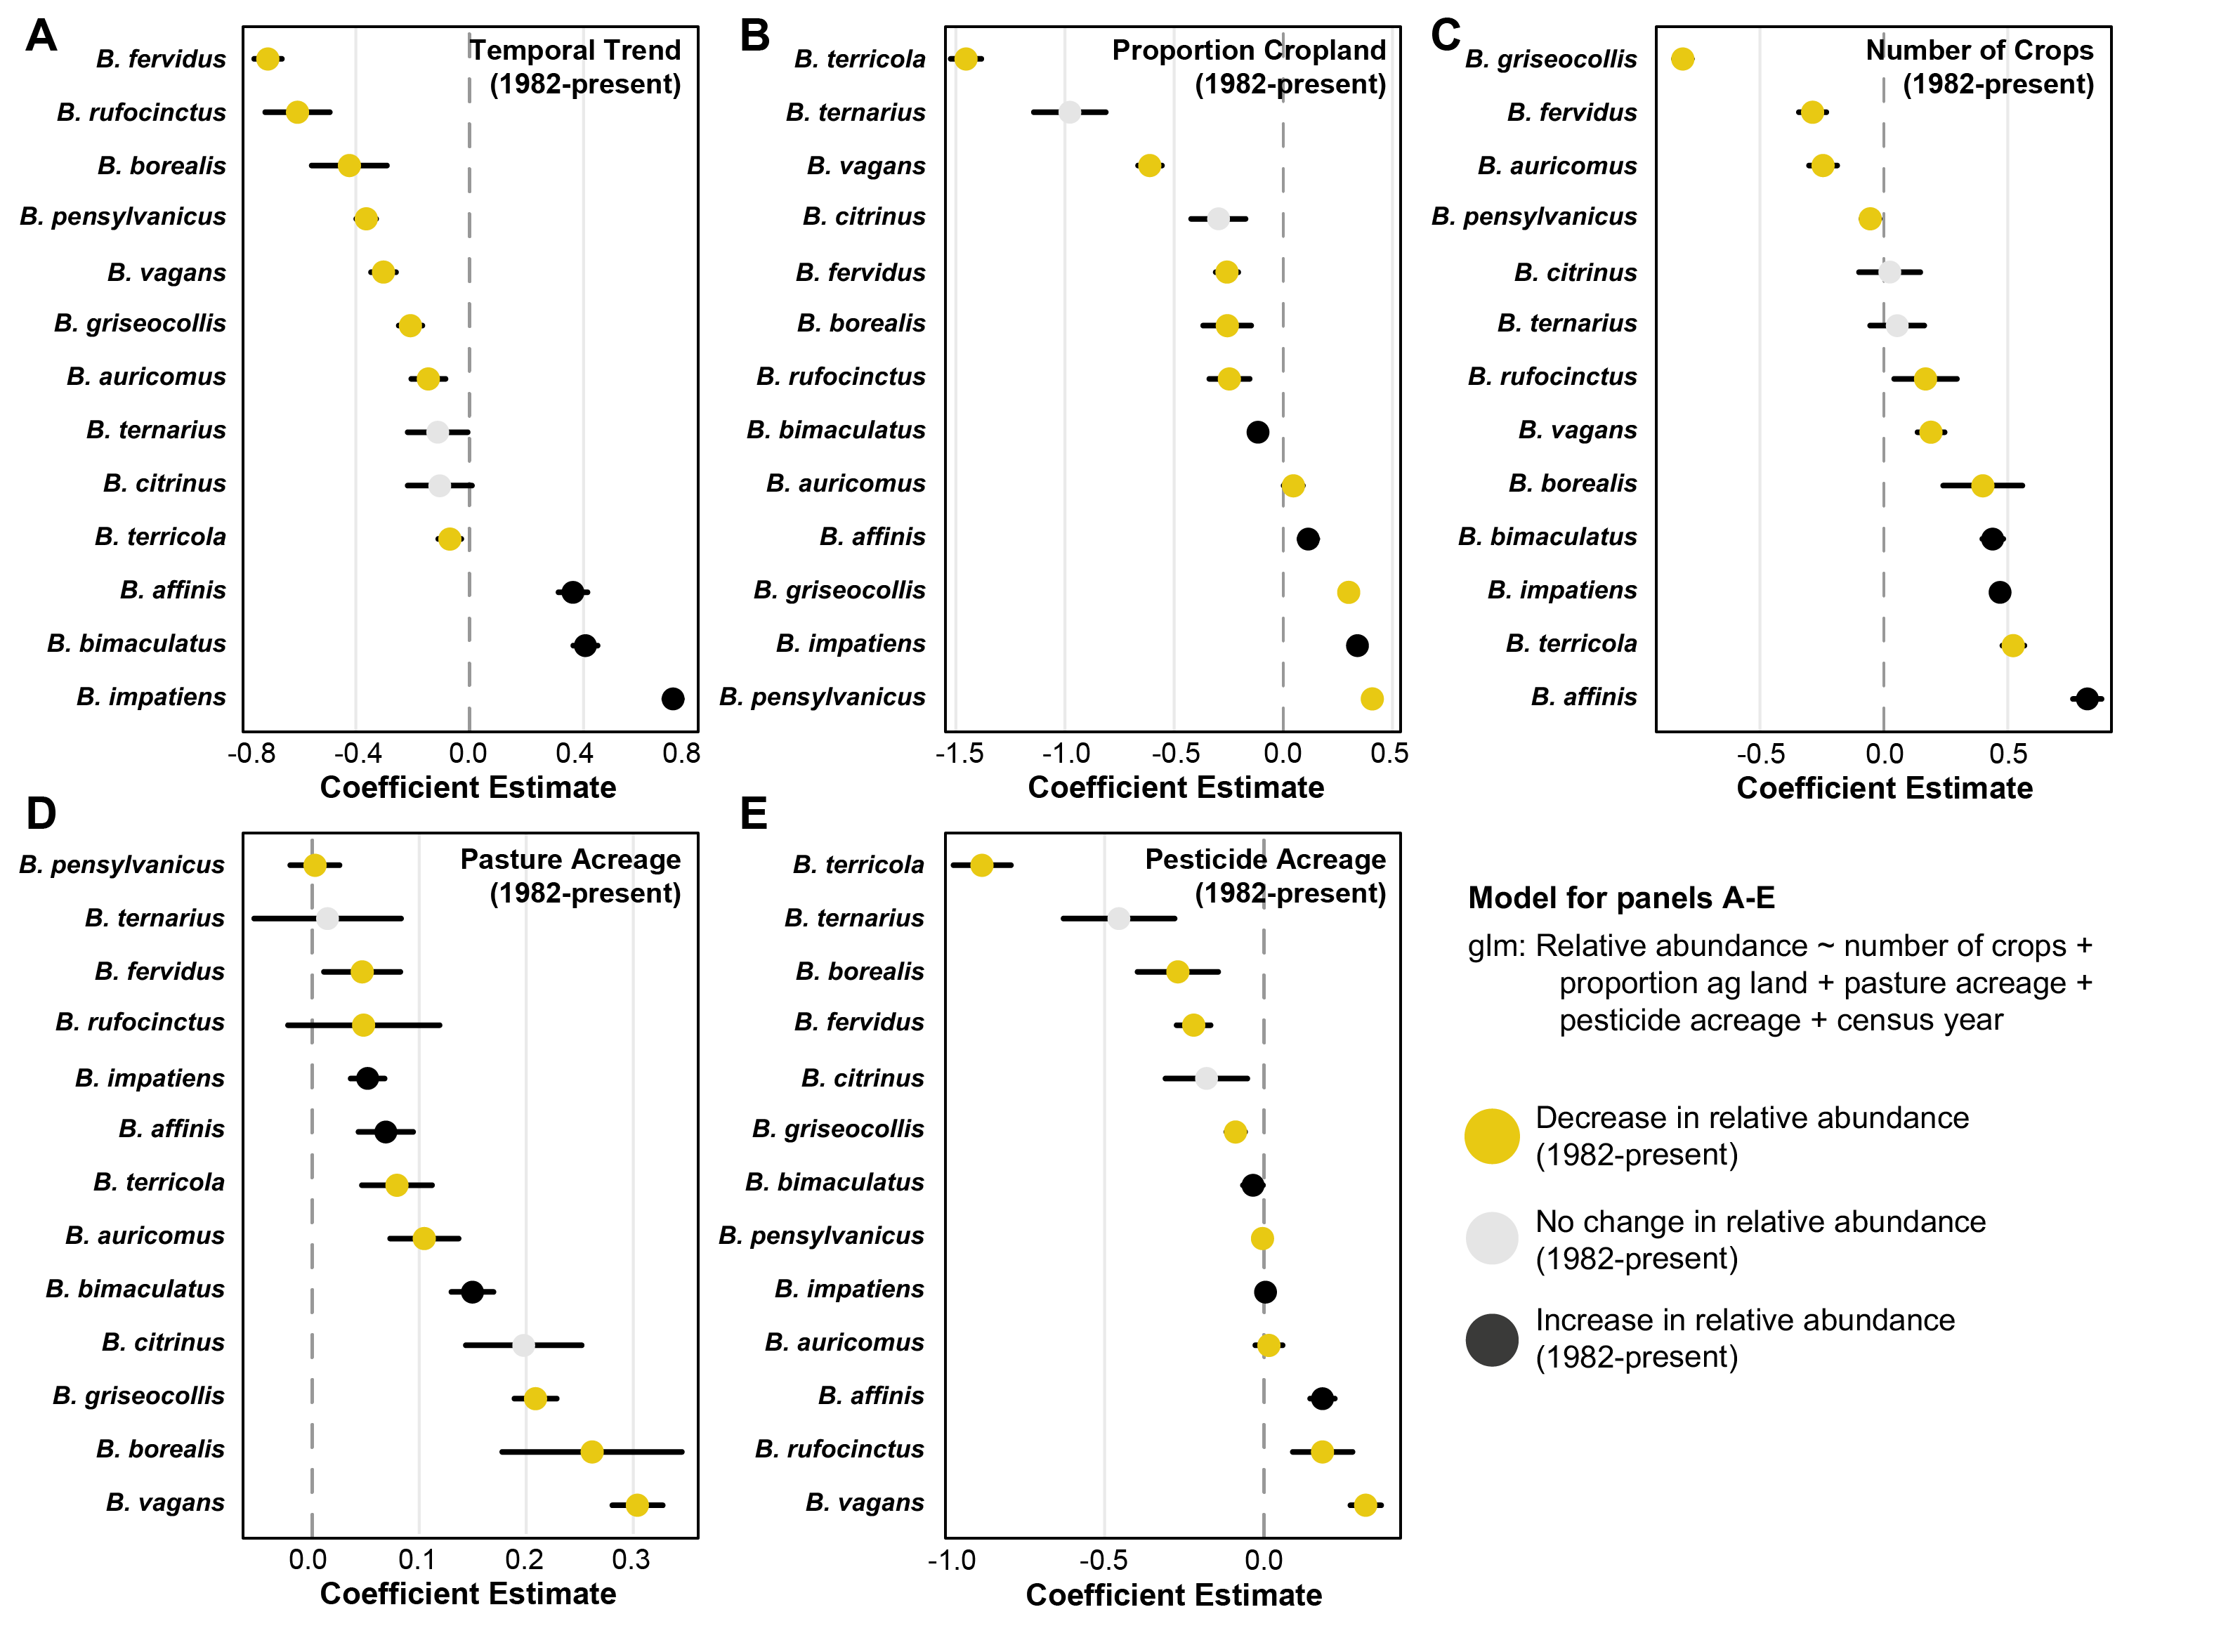 A
Temporal Trend
(1982-present)
B. fervidus
B. rufocinctus
B. borealis
B. pensylvanicus
B. vagans
B. griseocollis
B. auricomus
B. ternarius
B. citrinus
B. terricola
B. affinis
B. bimaculatus
B. impatiens
-0.8 -0.4 0.0 0.4 0.8
Coefficient Estimate
B
Proportion Cropland
(1982-present)
B. terricola
B. ternarius
B. vagans
B. citrinus
B. fervidus
B. borealis
B. rufocinctus
B. bimaculatus
B. auricomus
B. affinis
B. griseocollis
B. impatiens
B. pensylvanicus
-1.5 -1.0 -0.5 0.0 0.5
Coefficient Estimate
C
Number of Crops
(1982-present)
B. griseocollis
B. fervidus
B. auricomus
B. pensylvanicus
B. citrinus
B. ternarius
B. rufocinctus
B. vagans
B. borealis
B. bimaculatus
B. impatiens
B. terricola
B. affinis
-0.5 0.0 0.5
Coefficient Estimate
D
Pasture Acreage
(1982-present)
B. pensylvanicus
B. ternarius
B. fervidus
B. rufocinctus
B. impatiens
B. affinis
B. terricola
B. auricomus
B. bimaculatus
B. citrinus
B. griseocollis
B. borealis
B. vagans
0.0 0.1 0.2 0.3
Coefficient Estimate
E
Pesticide Acreage
(1982-present)
B. terricola
B. ternarius
B. borealis
B. fervidus
B. citrinus
B. griseocollis
B. bimaculatus
B. pensylvanicus
B. impatiens
B. auricomus
B. affinis
B. rufocinctus
B. vagans
-1.0 -0.5 0.0
Coefficient Estimate
Model for panels A-E
glm: Relative abundance ~ number of crops +
proportion ag land + pasture acreage +
pesticide acreage + census year
Decrease in relative abundance
(1982-present)
No change in relative abundance
(1982-present)
Increase in relative abundance
(1982-present)